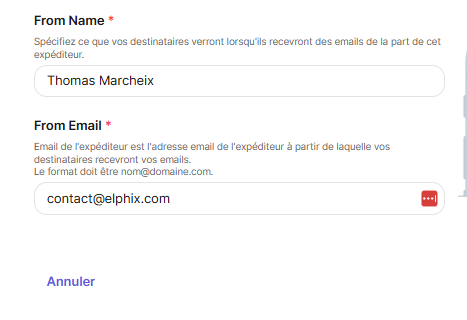 From Name *
Spécifiez ce que vos destinataires verront lorsqu'ils recevront des emails de la part de cet
expéditeur.
Thomas Marcheix
From Email *
Email de l'expéditeur est l'adresse email de l'expéditeur à partir de laquelle vos
destinataires recevront vos emails.
Le format doit être nom@domaine.com.
contact@elphix.com
Annuler